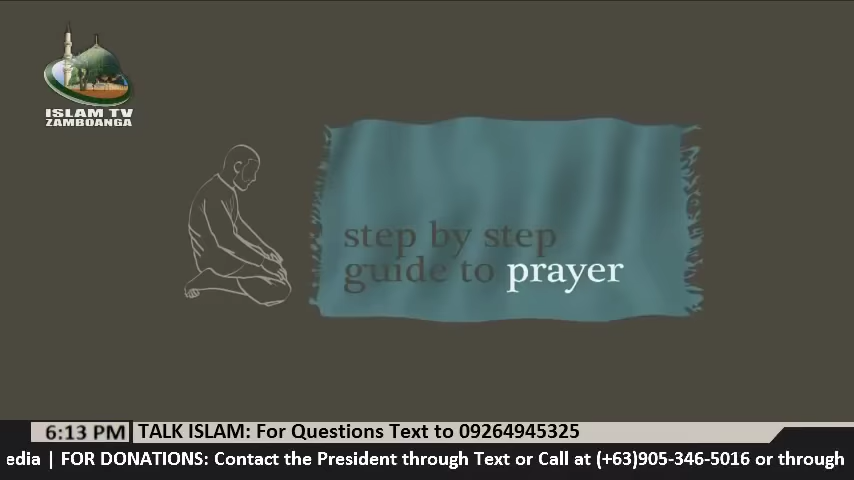 ISLAM TV
ZAMBOANGA
step by step
guide to prayer
6:13 PM TALK ISLAM: For Questions Text to 09264945325
edia | FOR DONATIONS: Contact the President through Text or Call at (+63)905-346-5016 or through